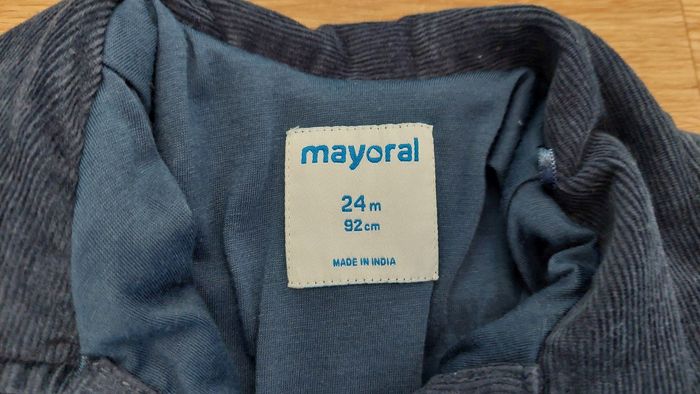 mayoral
24 m
92 cm
MADE IN INDIA